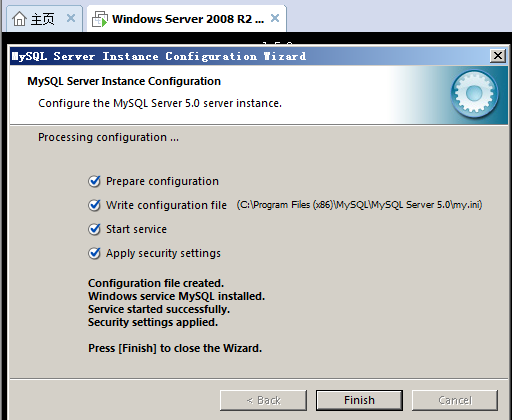 主页
Windows Server 2008 R2 ...
MySQL Server Instance Configuration Wizard
MySQL Server Instance Configuration
Configure the MySQL Server 5.0 server instance.
Processing configuration ...
Prepare configuration
Write configuration file (C:\Program Files (x86)\MySQL\MySQL Server 5.0\my.ini)
Start service
Apply security settings
Configuration file created.
Windows service MySQL installed.
Service started successfully.
Security settings applied.
Press [Finish] to close the Wizard.
< Back Finish Cancel